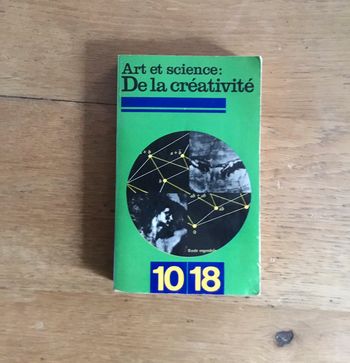 Art et science:
De la créativité
10 18